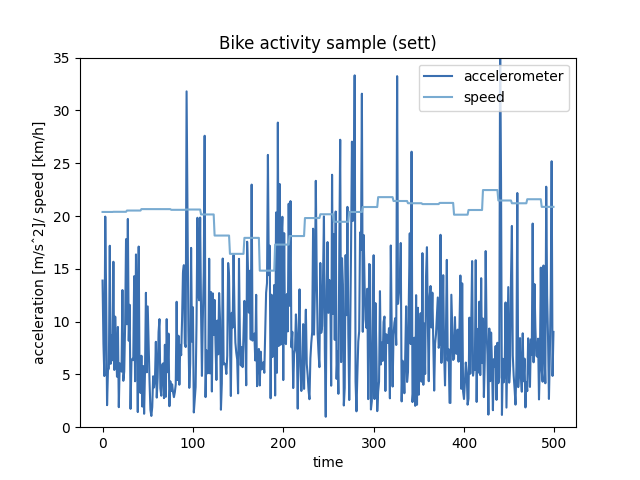 Bike activity sample (sett)
accelerometer
speed
35
30
25
20
15
10
5
0
acceleration [m/s^2]/ speed [km/h]
0 100 200 300 400 500
time